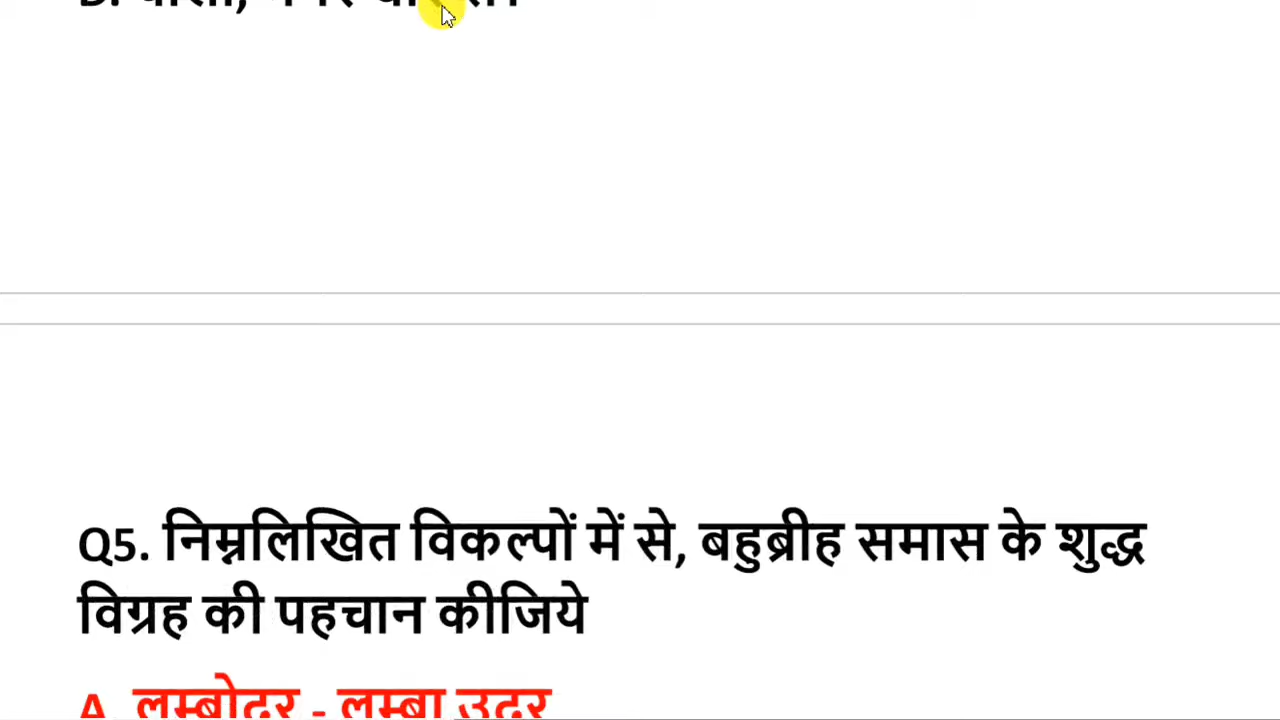 Q5. निम्नलिखित विकल्पों में से, बहुब्रीह समास के शुद्ध
विग्रह की पहचान कीजिये
A. लम्बोदर - लम्बा उदर